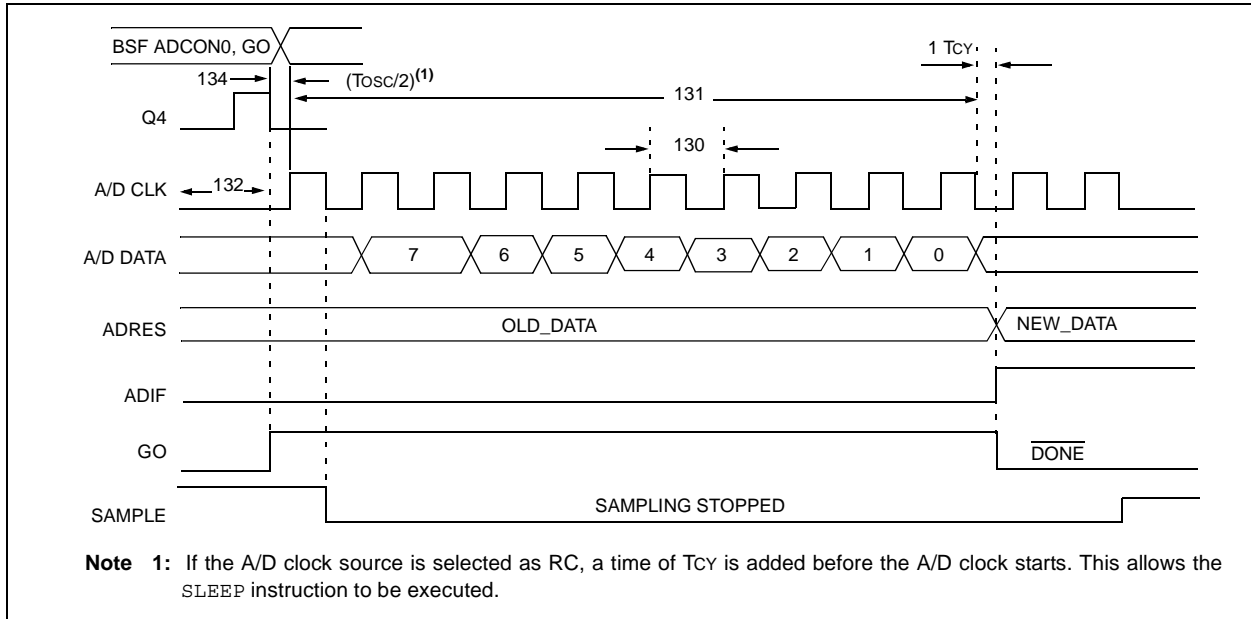 BSF ADCON0, GO
1 TCY
134
(TOSC/2)(1)
131
Q4
130
A/D CLK
132
A/D DATA
7 6 5 4 3 2 1 0
ADRES
OLD_DATA
NEW_DATA
ADIF
GO
DONE
SAMPLE
SAMPLING STOPPED
Note 1: If the A/D clock source is selected as RC, a time of TCY is added before the A/D clock starts. This allows the
SLEEP instruction to be executed.